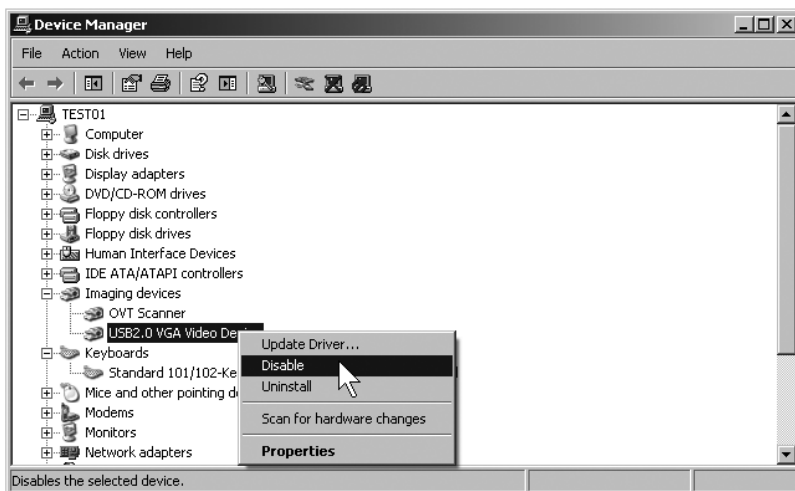 Device Manager
File Action View Help
TEST01
Computer
Disk drives
Display adapters
DVD/CD-ROM drives
Floppy disk controllers
Floppy disk drives
Human Interface Devices
IDE ATA/ATAPI controllers
Imaging devices
OVT Scanner
USB2.0 VGA Video
Update Driver...
Keyboards
Disable
Standard 101/102-Ke
Uninstall
Mice and other pointing
Modems
Scan for hardware changes
Monitors
Network adapters
Properties
Disables the selected device.